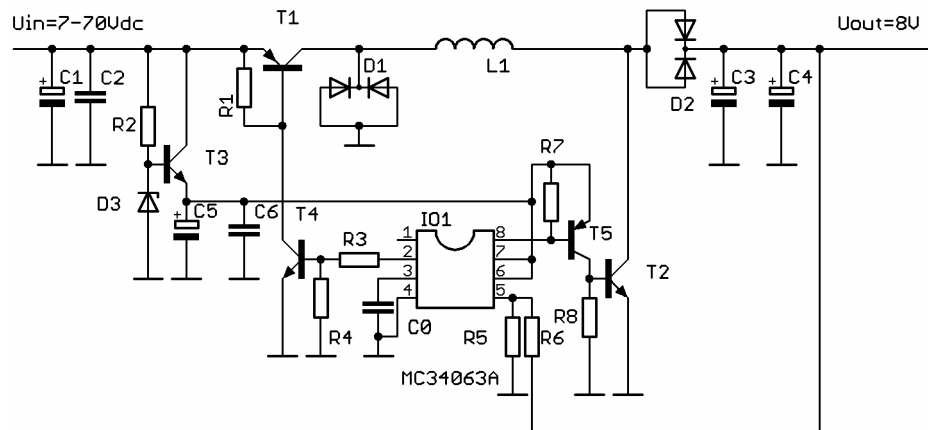 T1
Uin=7-70Vdc
Uout=8V
C1
C2
D1
L1
C3
C4
R1
D2
R2
T3
R7
D3
C5
C6
T4
IO1
T5
R3
1
2
3
4
8
7
6
5
T2
R4
C0
R5
R6
R8
MC34063A
+
+
+
+